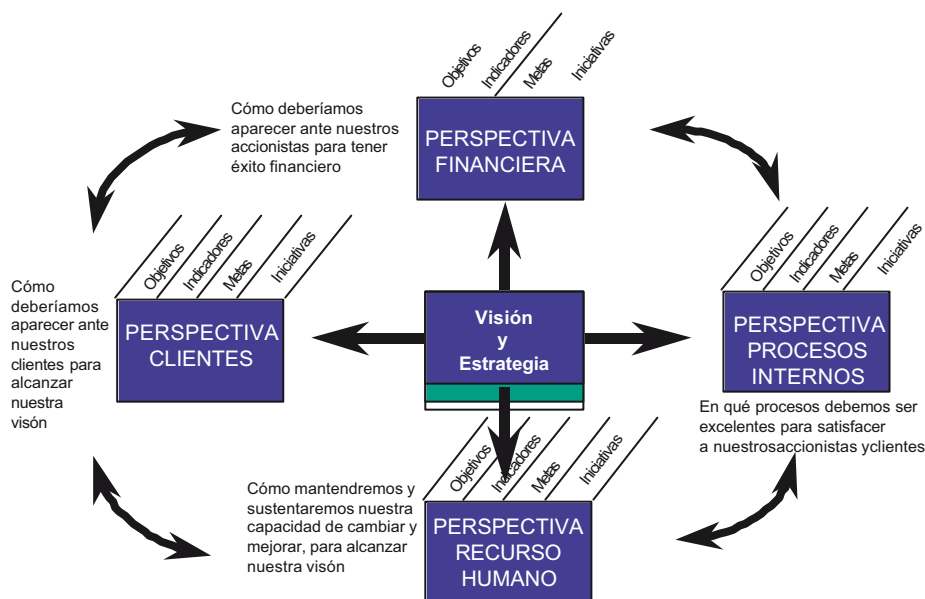 Objetivos
Indicadores
Metas
Iniciativas
Cómo deberíamos
aparecer ante nuestros
accionistas para tener
éxito financiero
PERSPECTIVA
FINANCIERA
Objetivos
Indicadores
Metas
Iniciativas
Cómo
deberíamos
aparecer ante
nuestros
clientes para
alcanzar
nuestra
visón
PERSPECTIVA
CLIENTES
Visión
y
Estrategia
Objetivos
Indicadores
Metas
Iniciativas
PERSPECTIVA
PROCESOS
INTERNOS
En qué procesos debemos ser
excelentes para satisfacer
a nuestrosaccionistas yclientes
Objetivos
Indicadores
Metas
Iniciativas
Cómo mantendremos y
sustentaremos nuestra
capacidad de cambiar y
mejorar, para alcanzar
nuestra visón
PERSPECTIVA
RECURSO
HUMANO